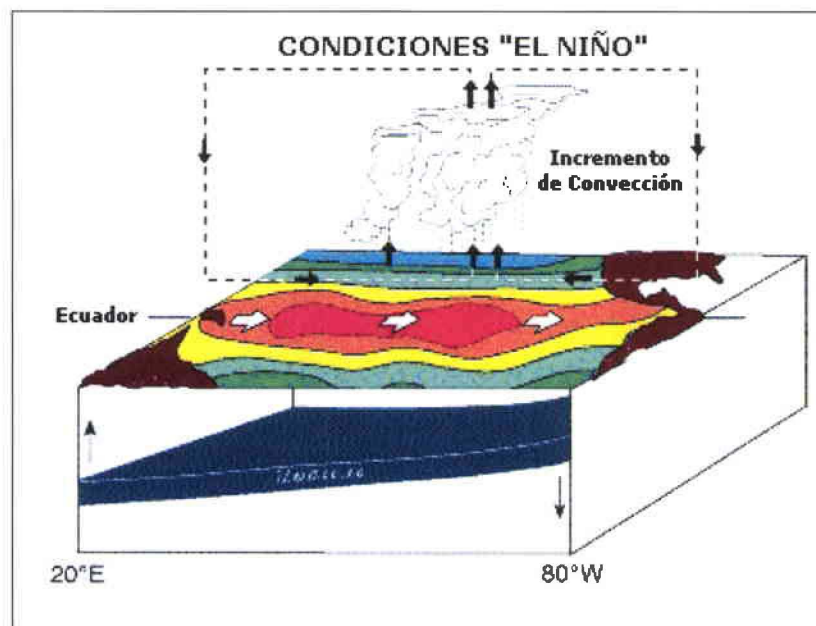 CONDICIONES "EL NIÑO"
Incremento
de Convección
Ecuador
20°E
80°W